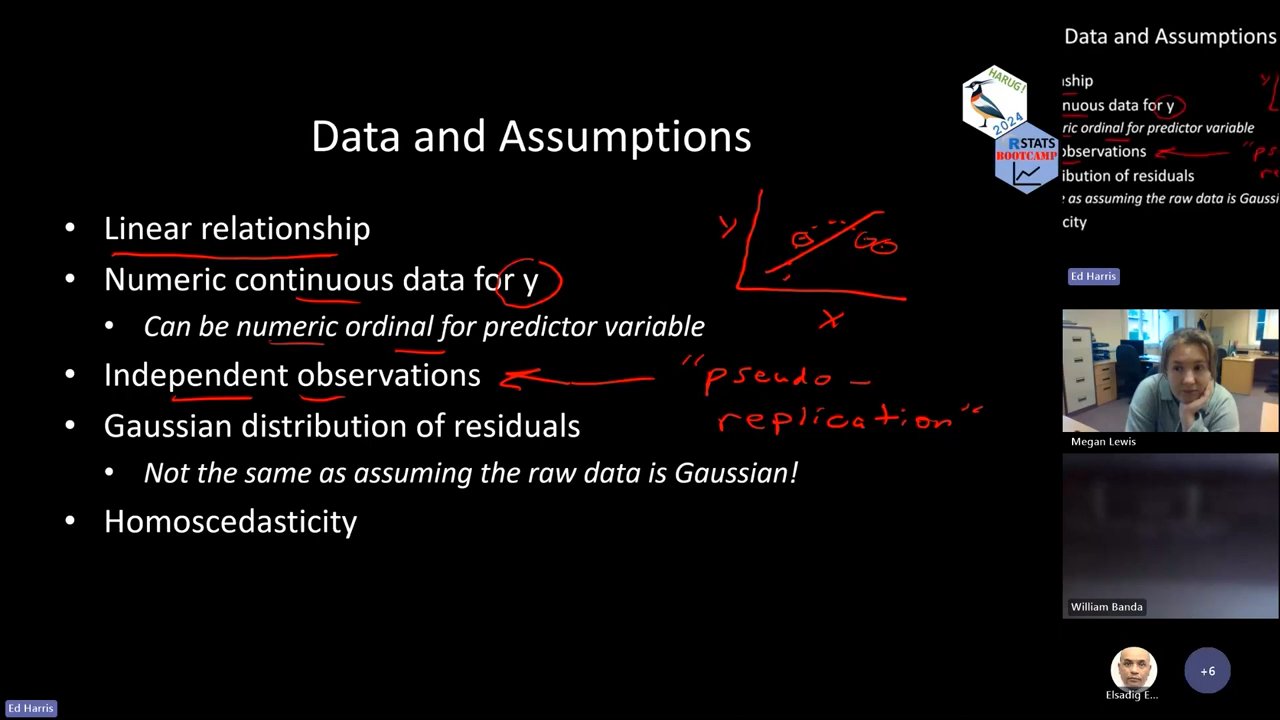 Data and Assumptions
• Linear relationship
• Numeric continuous data for y
• Can be numeric ordinal for predictor variable
• Independent observations
• Gaussian distribution of residuals
• Not the same as assuming the raw data is Gaussian!
• Homoscedasticity
y
x
"pseudo-
replication"
HARUG!
2024
RSTATS
BOOTCAMP
Data and Assumptions
ship
nuous data for y
ric ordinal for predictor variable
observations
"ps
ibution of residuals
re
e as assuming the raw data is Gaussi
city
y
Ed Harris
Megan Lewis
William Banda
Elsadig E...
+6
Ed Harris